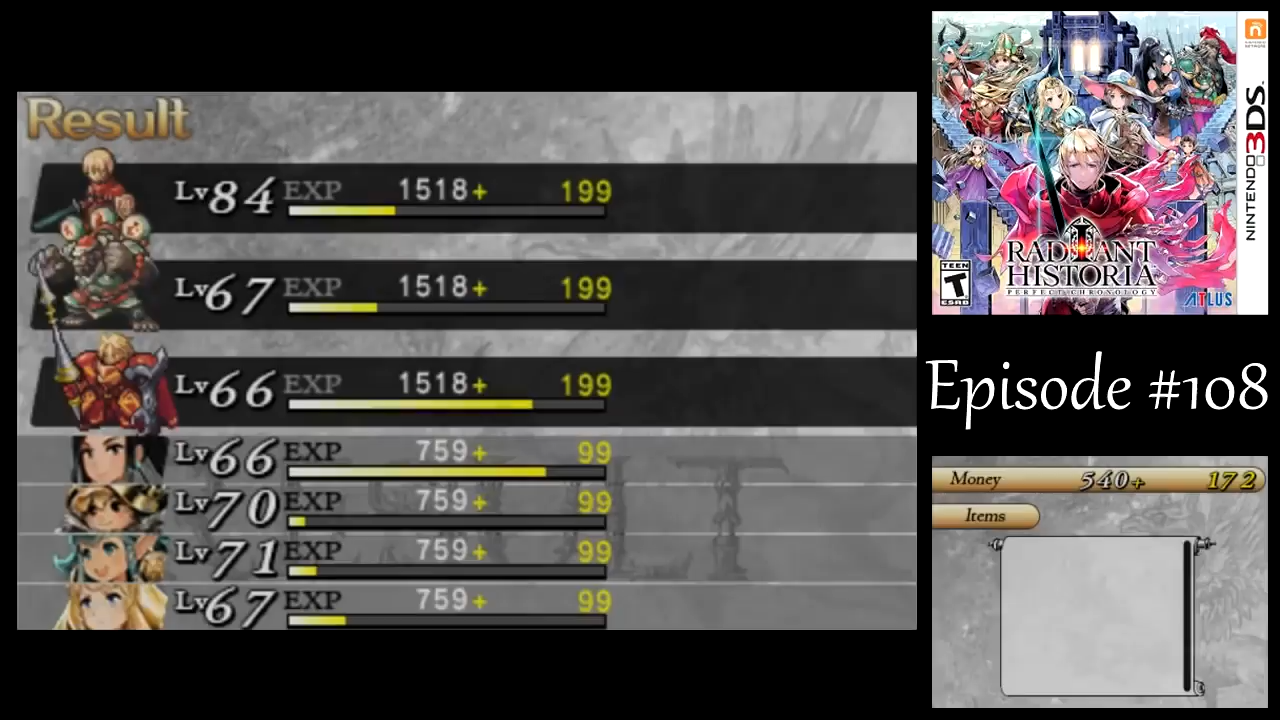 Result
Lv84 EXP 1518+ 199
Lv67 EXP 1518+ 199
Lv66 EXP 1518+ 199
Lv66 EXP 759+ 99
Lv70 EXP 759+ 99
Lv71 EXP 759+ 99
Lv67 EXP 759+ 99
NINTENDO 3DS
RADIANT
HISTORIA
PERFECT CHRONOLOGY
TEEN
T
ESRB
ATLUS
Episode #108
Money 540+ 172
Items